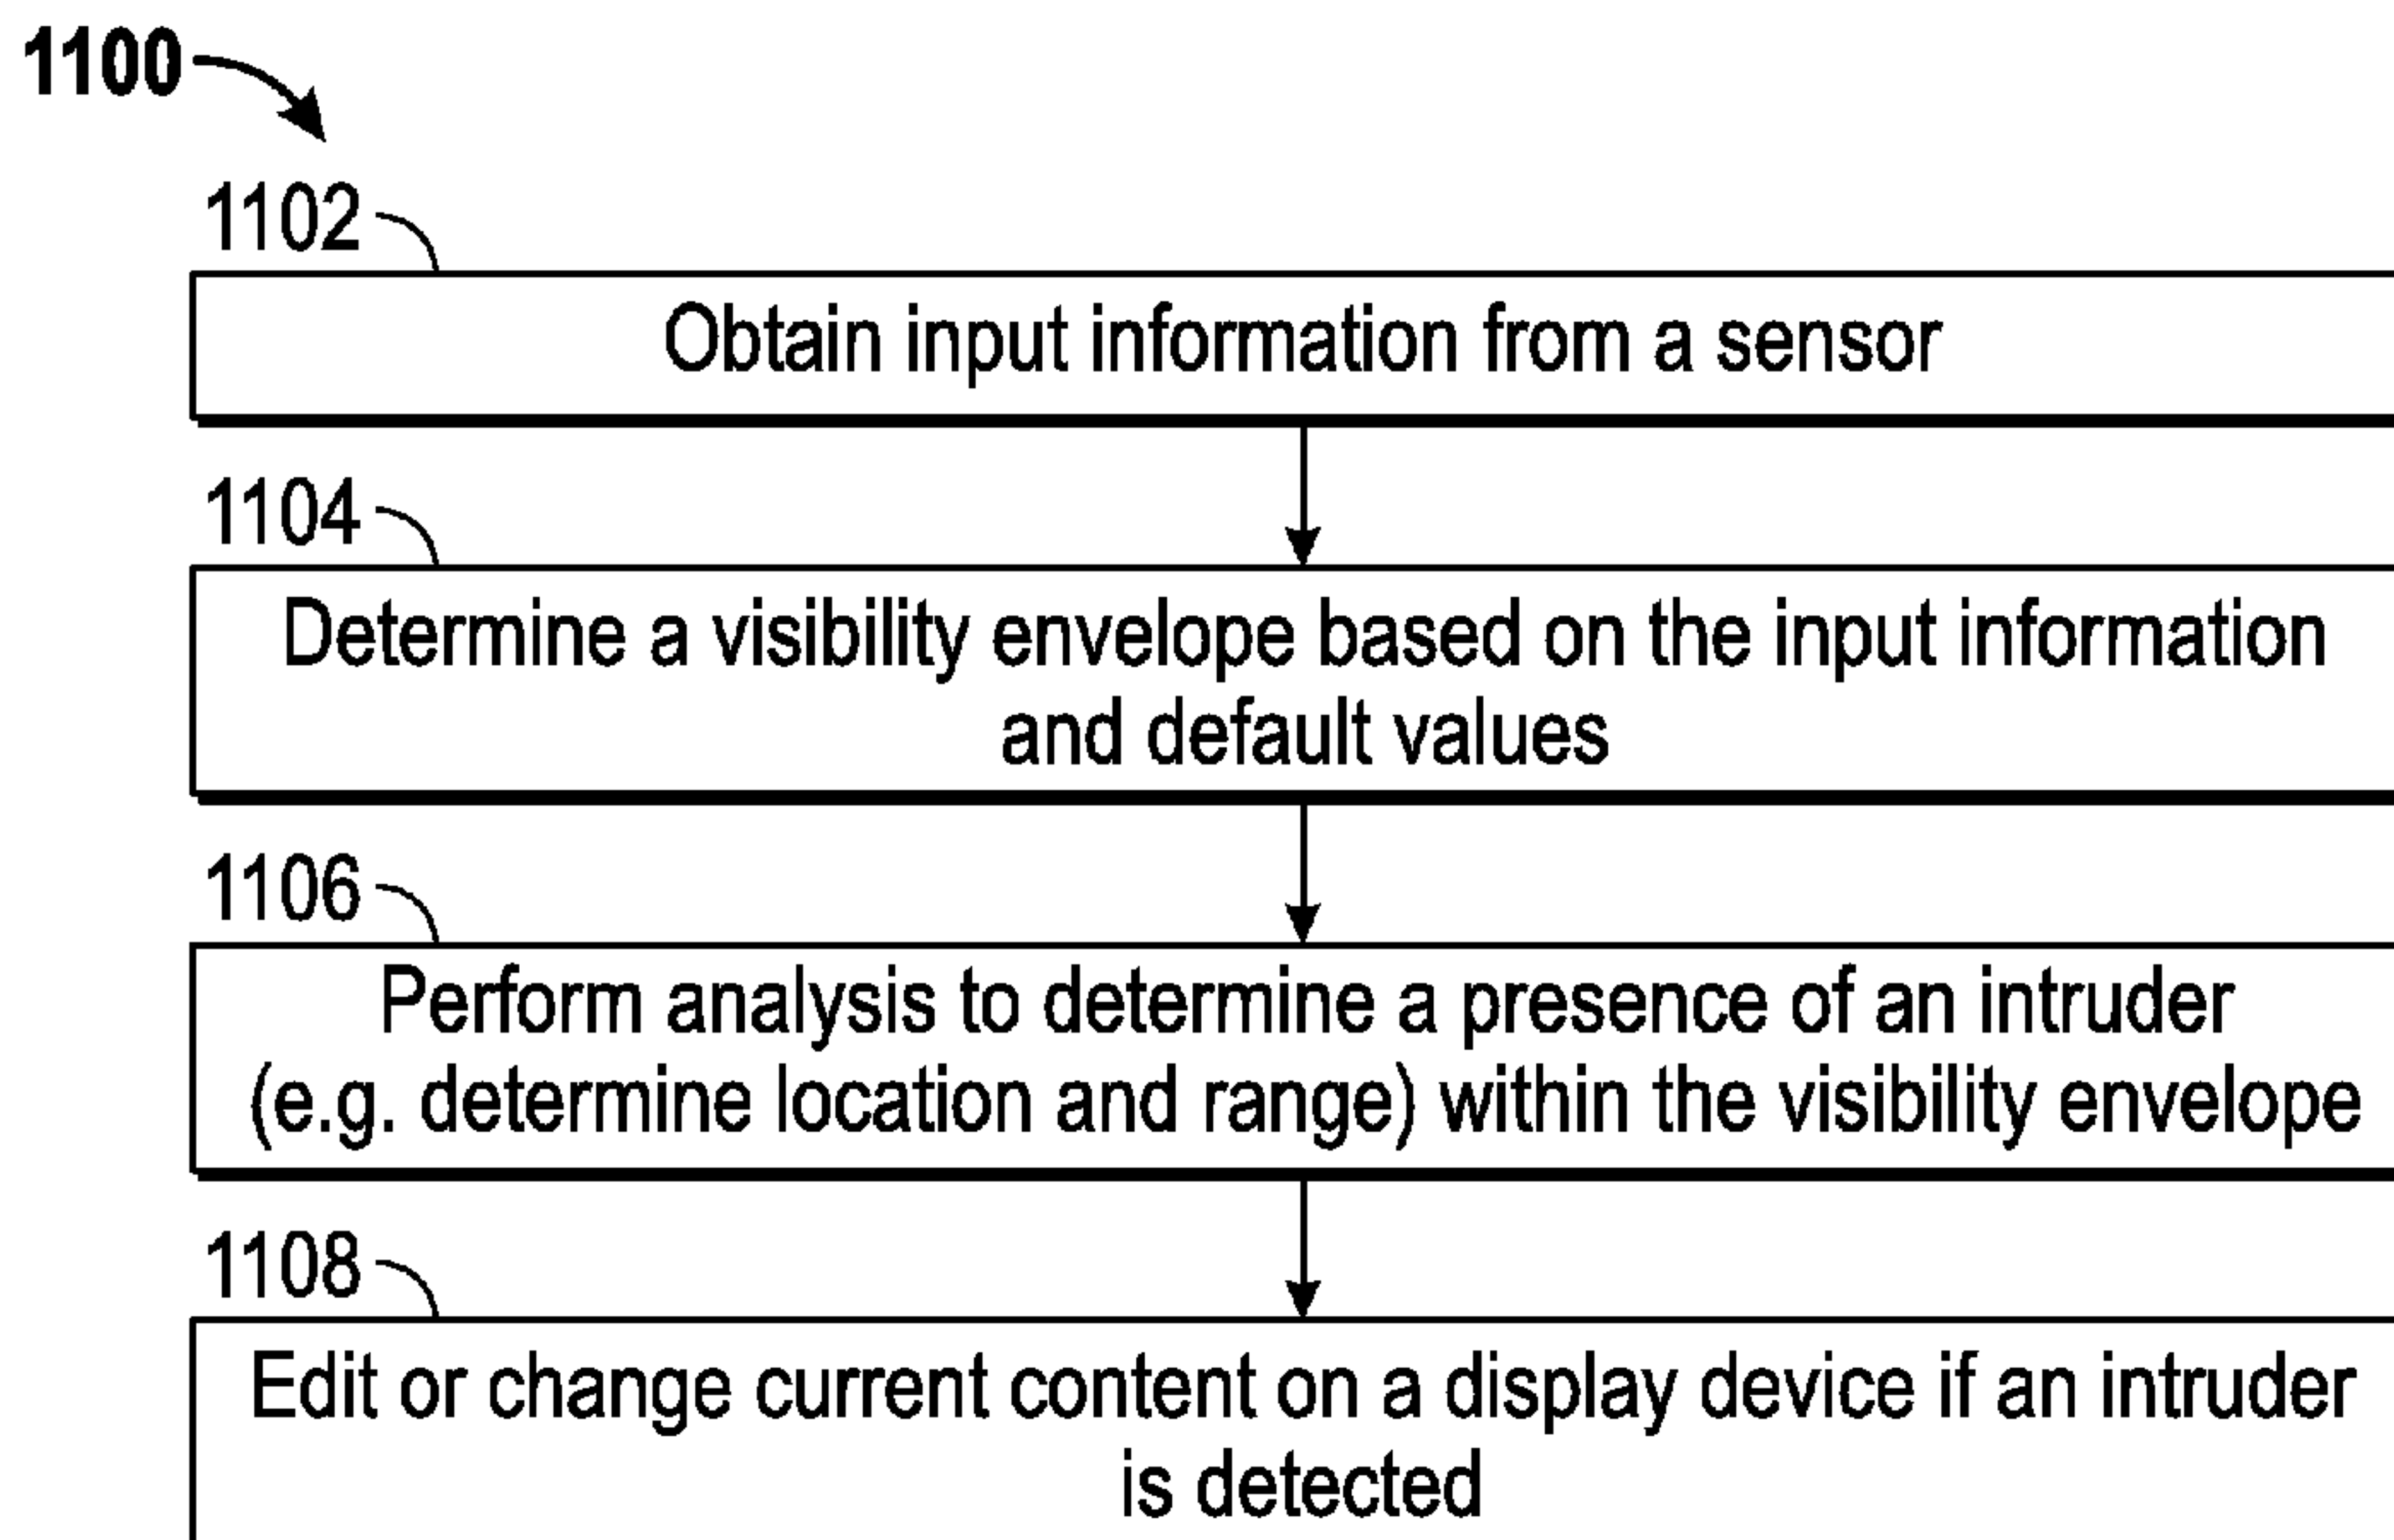 1100
1102
Obtain input information from a sensor
1104
Determine a visibility envelope based on the input information
and default values
1106
Perform analysis to determine a presence of an intruder
(e.g. determine location and range) within the visibility envelope
1108
Edit or change current content on a display device if an intruder
is detected